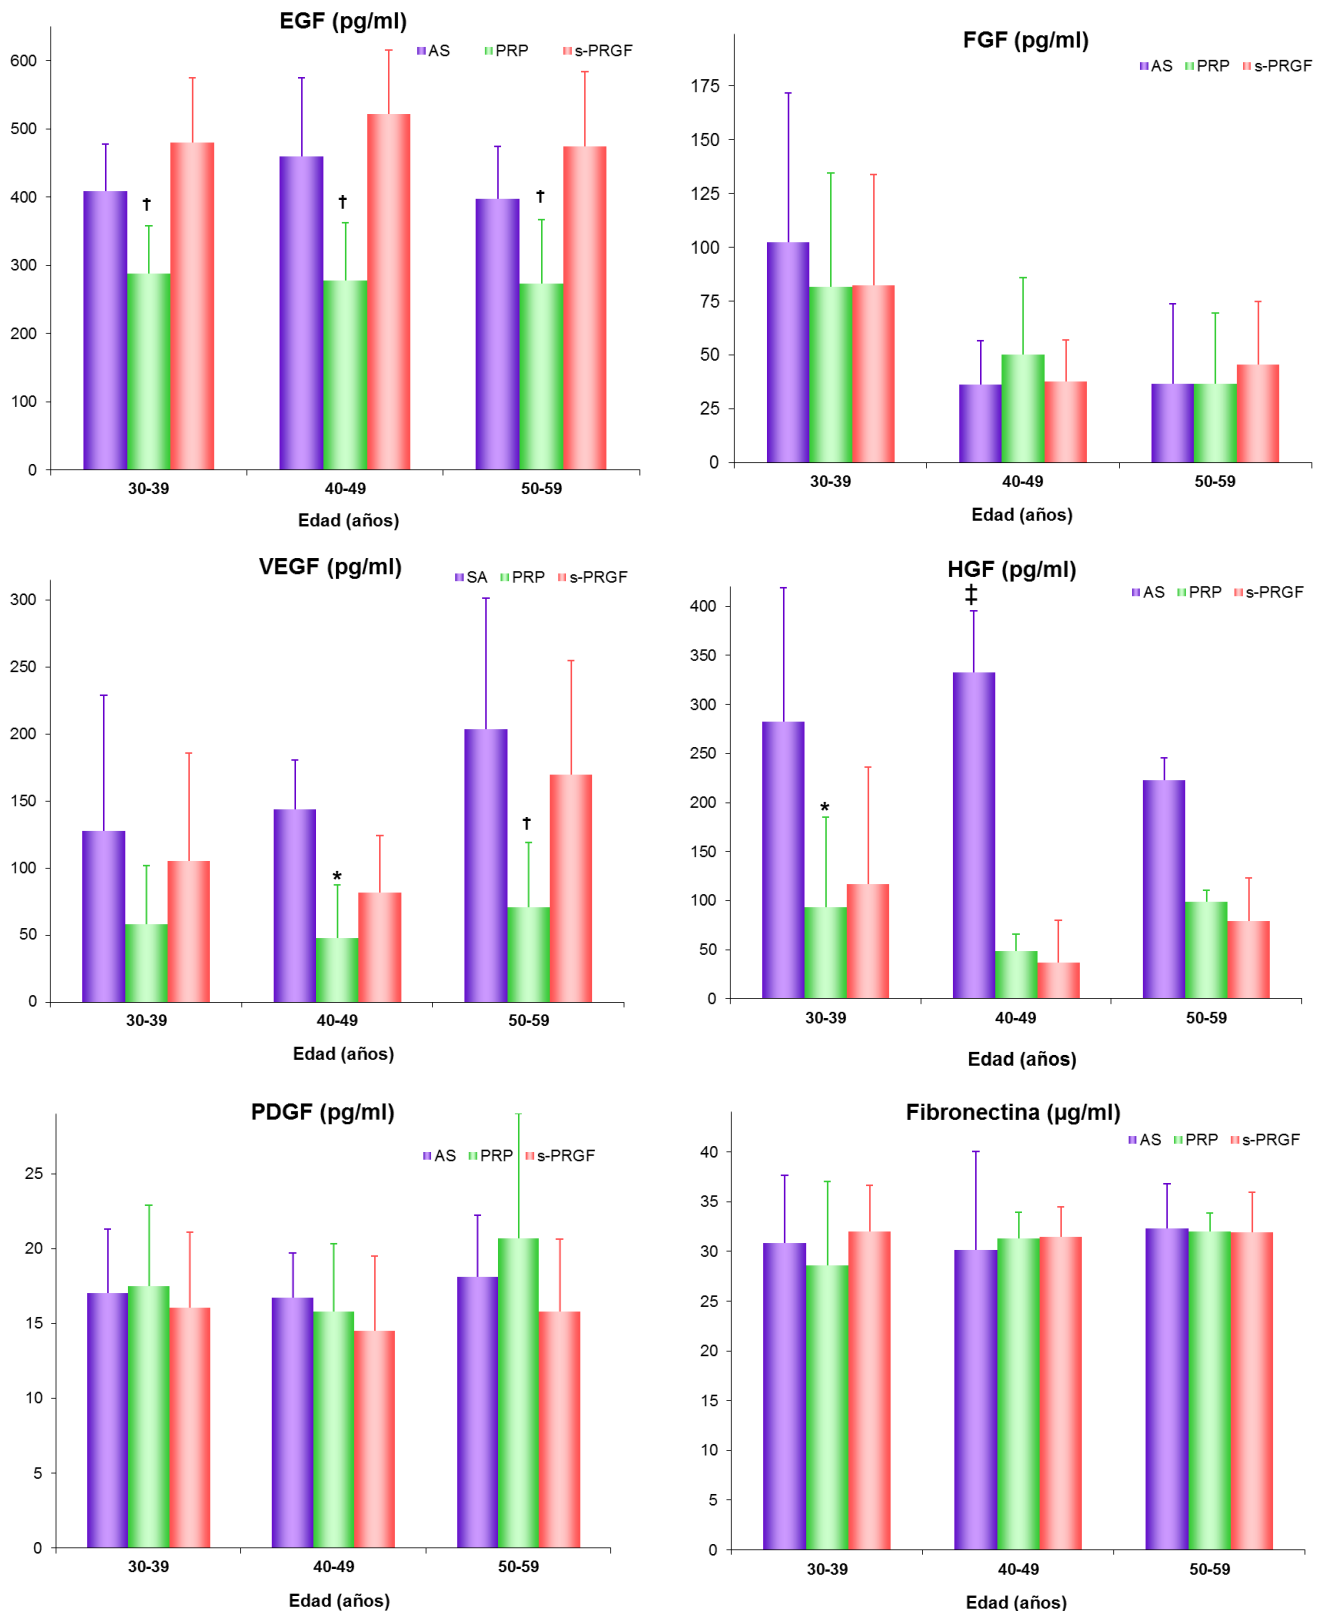 EGF (pg/ml)
AS PRP s-PRGF
600
500
400
300
200
100
0
† † †
30-39 40-49 50-59
Edad (años)
FGF (pg/ml)
AS PRP s-PRGF
175
150
125
100
75
50
25
0
30-39 40-49 50-59
Edad (años)
VEGF (pg/ml)
SA PRP s-PRGF
300
250
200
150
100
50
0
* †
30-39 40-49 50-59
Edad (años)
HGF (pg/ml)
AS PRP s-PRGF
400
350
300
250
200
150
100
50
0
* ‡
30-39 40-49 50-59
Edad (años)
PDGF (pg/ml)
AS PRP s-PRGF
25
20
15
10
5
0
30-39 40-49 50-59
Edad (años)
Fibronectina (µg/ml)
AS PRP s-PRGF
40
35
30
25
20
15
10
5
0
30-39 40-49 50-59
Edad (años)